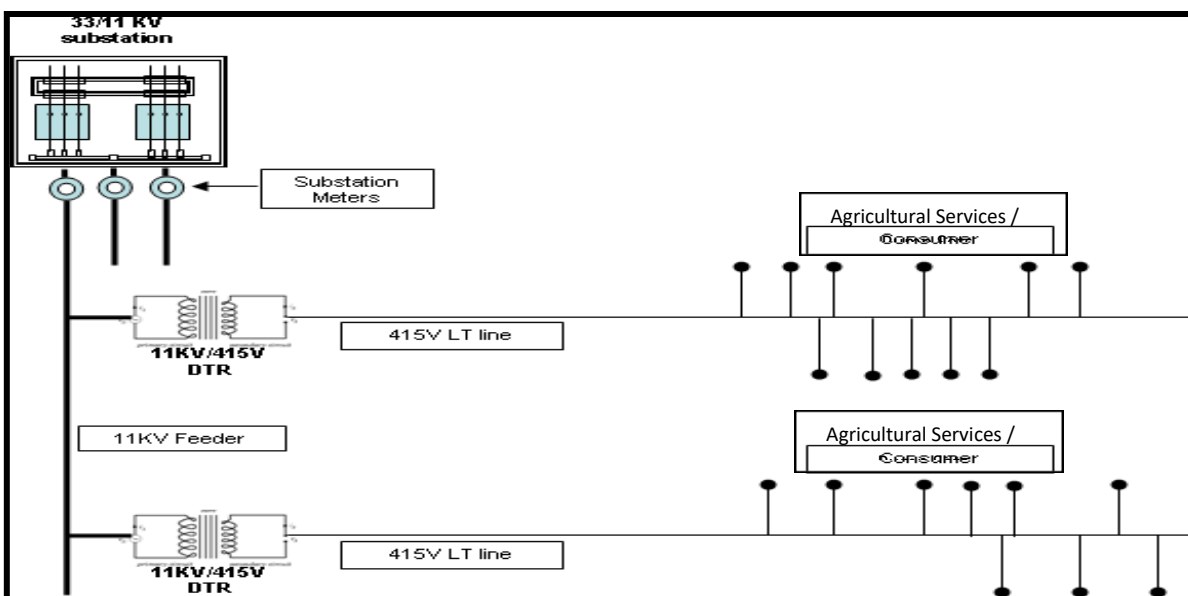 33/11 KV
substation
Substation
Meters
Agricultural Services /
Consumer
415V LT line
11KV/415V
DTR
11KV Feeder
Agricultural Services /
Consumer
415V LT line
11KV/415V
DTR